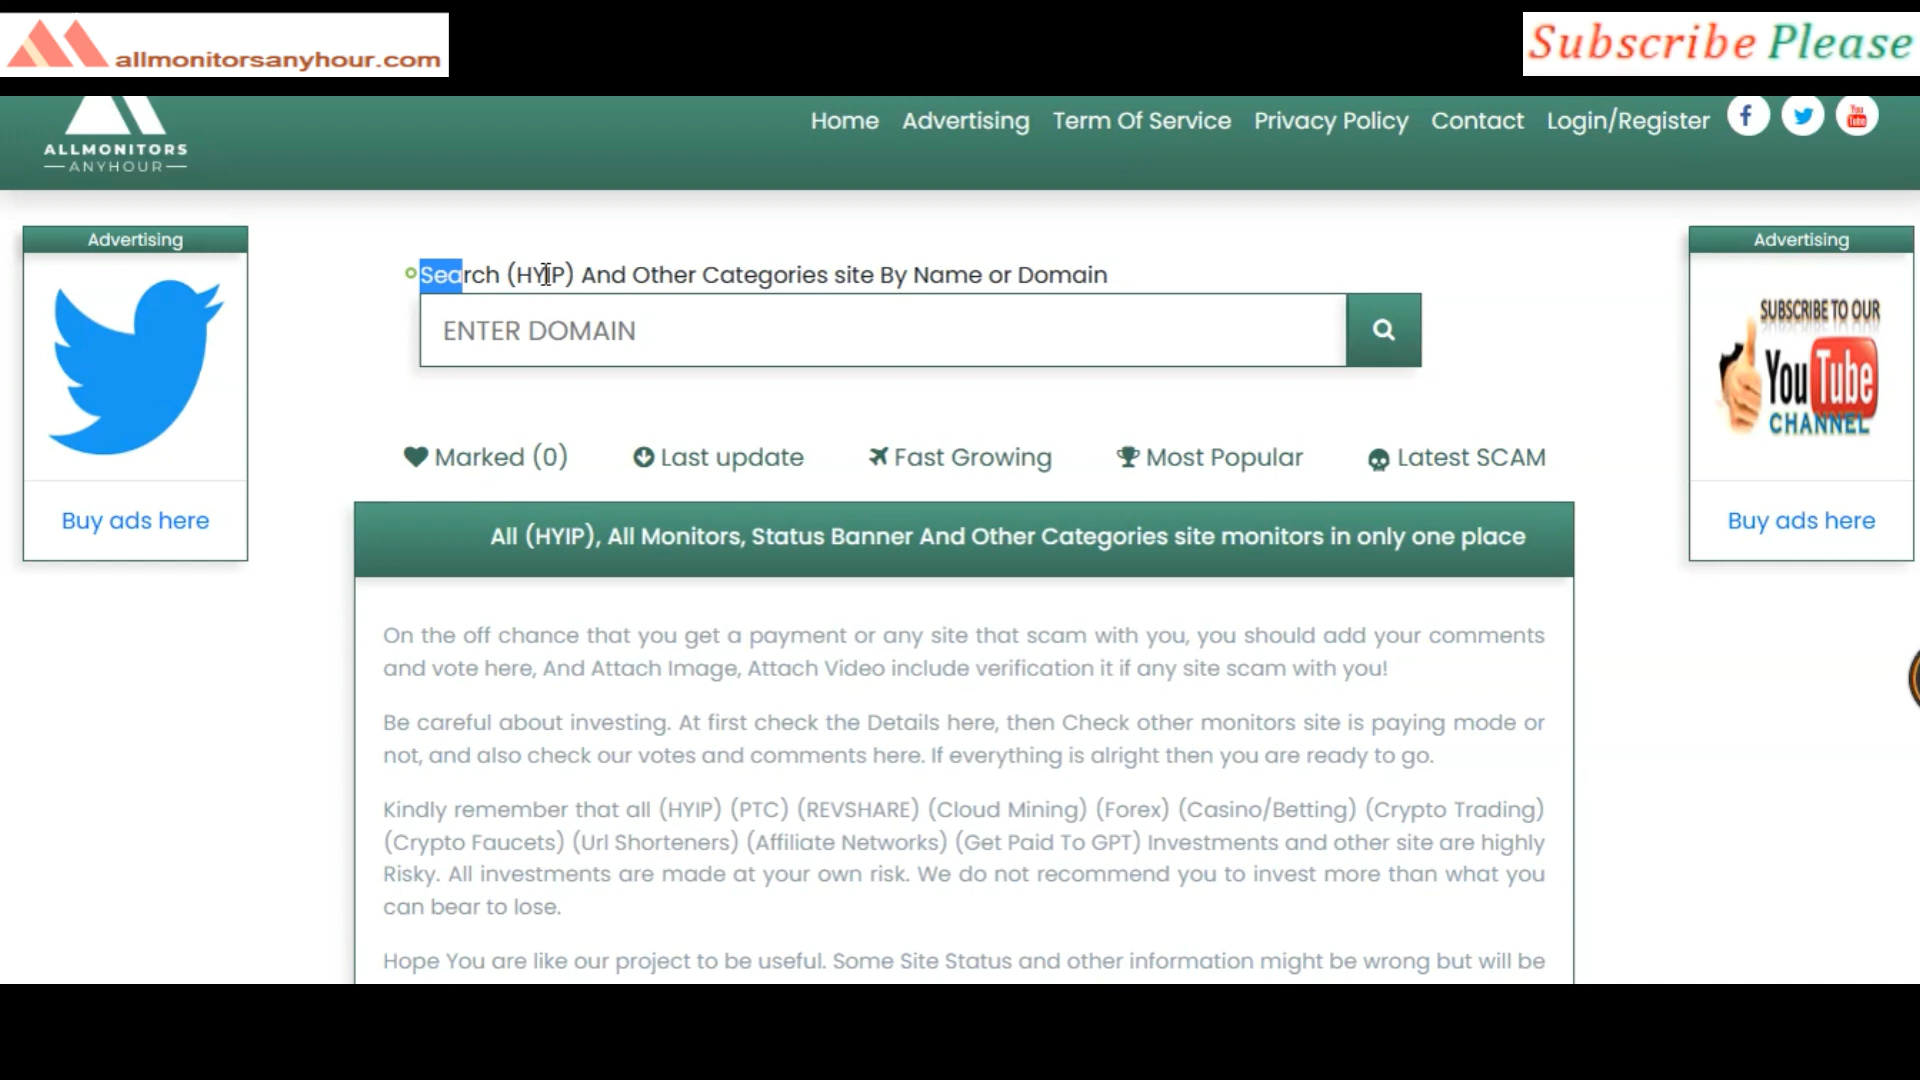 allmonitorsanyhour.com
Subscribe Please
ALLMONITORS
ANYHOUR
Home Advertising Term Of Service Privacy Policy Contact Login/Register
You
Tube
Advertising
Buy ads here
Search (HYIP) And Other Categories site By Name or Domain
ENTER DOMAIN
Marked (0) Last update Fast Growing Most Popular Latest SCAM
All (HYIP), All Monitors, Status Banner And Other Categories site monitors in only one place
On the off chance that you get a payment or any site that scam with you, you should add your comments
and vote here, And Attach Image, Attach Video include verification it if any site scam with you!
Be careful about investing. At first check the Details here, then Check other monitors site is paying mode or
not, and also check our votes and comments here. If everything is alright then you are ready to go.
Kindly remember that all (HYIP) (PTC) (REVSHARE) (Cloud Mining) (Forex) (Casino/Betting) (Crypto Trading)
(Crypto Faucets) (Url Shorteners) (Affiliate Networks) (Get Paid To GPT) Investments and other site are highly
Risky. All investments are made at your own risk. We do not recommend you to invest more than what you
can bear to lose.
Hope You are like our project to be useful. Some Site Status and other information might be wrong but will be
Advertising
SUBSCRIBE TO OUR
YouTube
CHANNEL
Buy ads here